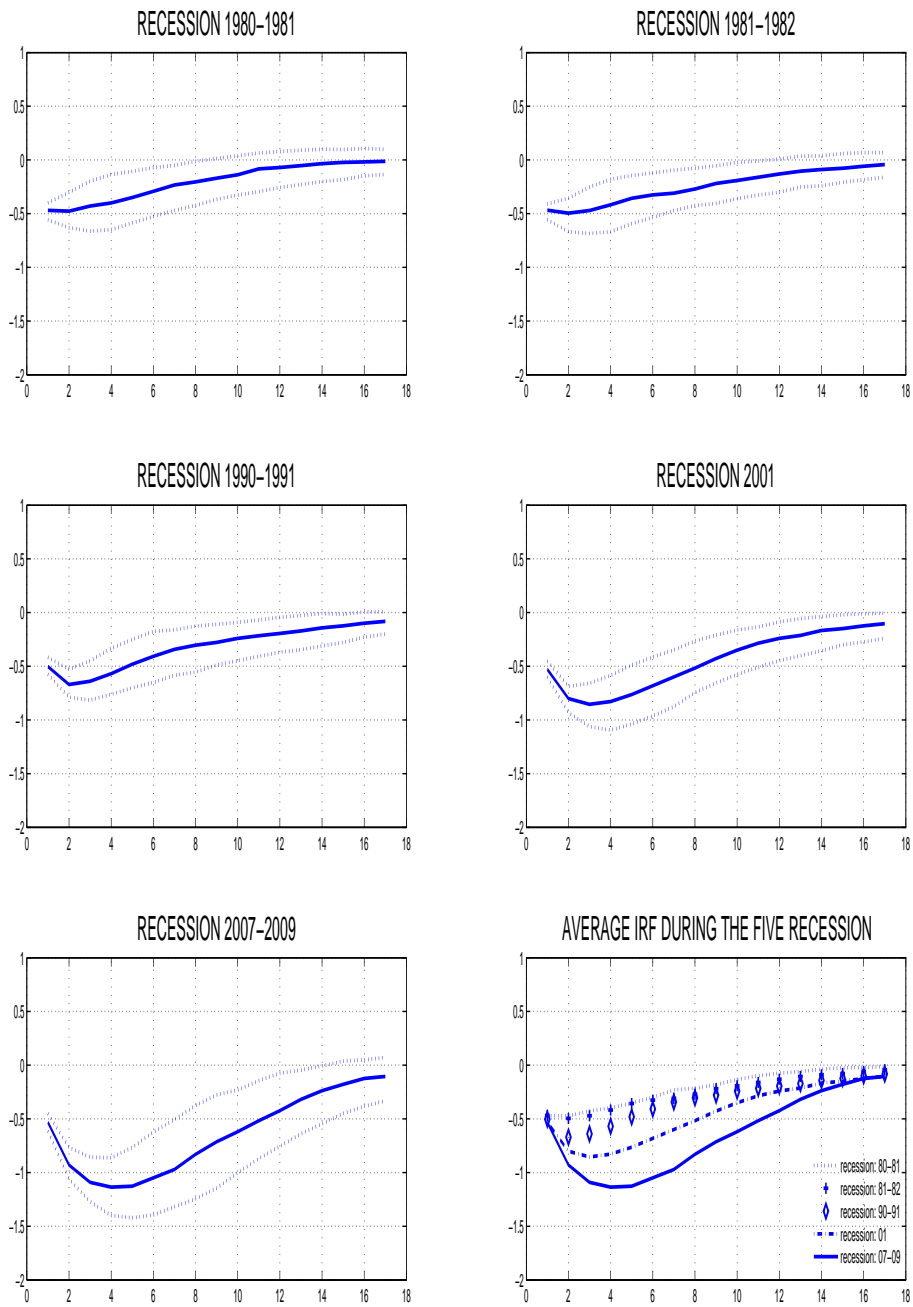 RECESSION 1980–1981
1
0.5
0
−0.5
−1
−1.5
−2
0 2 4 6 8 10 12 14 16 18
RECESSION 1981–1982
1
0.5
0
−0.5
−1
−1.5
−2
0 2 4 6 8 10 12 14 16 18
RECESSION 1990–1991
1
0.5
0
−0.5
−1
−1.5
−2
0 2 4 6 8 10 12 14 16 18
RECESSION 2001
1
0.5
0
−0.5
−1
−1.5
−2
0 2 4 6 8 10 12 14 16 18
RECESSION 2007–2009
1
0.5
0
−0.5
−1
−1.5
−2
0 2 4 6 8 10 12 14 16 18
AVERAGE IRF DURING THE FIVE RECESSION
1
0.5
0
−0.5
−1
−1.5
−2
0 2 4 6 8 10 12 14 16 18
recession: 80–81
recession: 81–82
recession: 90–91
recession: 01
recession: 07–09